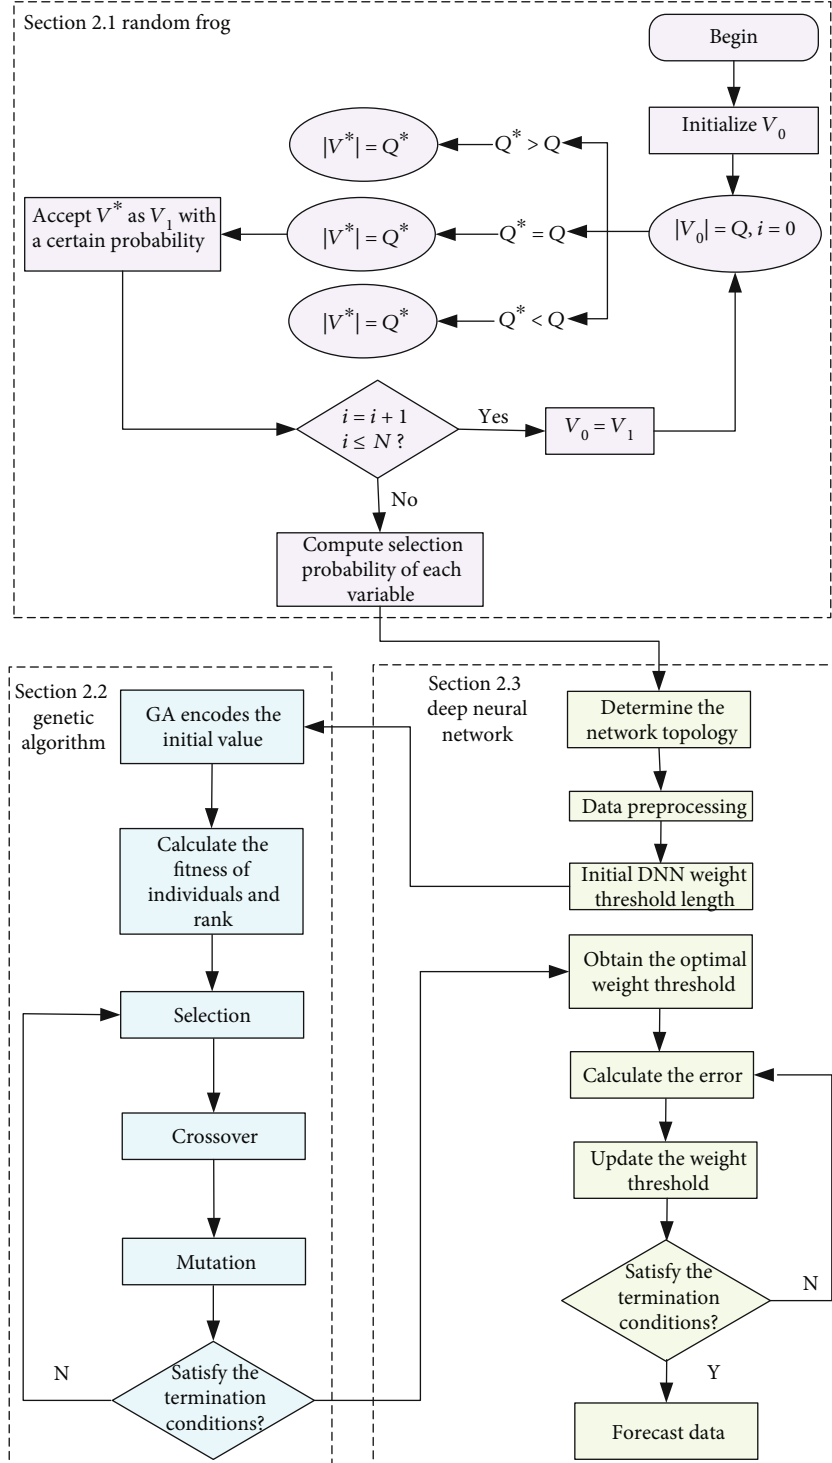 Section 2.1 random frog
Begin
Initialize V0
|V0| = Q, i = 0
Q* > Q
|V*| = Q*
Q* = Q
|V*| = Q*
Q* < Q
|V*| = Q*
Accept V* as V1 with
a certain probability
i = i + 1
i ≤ N ?
Yes
V0 = V1
No
Compute selection
probability of each
variable
Section 2.2
genetic
algorithm
GA encodes the
initial value
Calculate the
fitness of
individuals and
rank
Selection
Crossover
Mutation
Satisfy the
termination
conditions?
N
Section 2.3
deep neural
network
Determine the
network topology
Data preprocessing
Initial DNN weight
threshold length
Obtain the optimal
weight threshold
Calculate the error
Update the weight
threshold
Satisfy the
termination
conditions?
N
Y
Forecast data